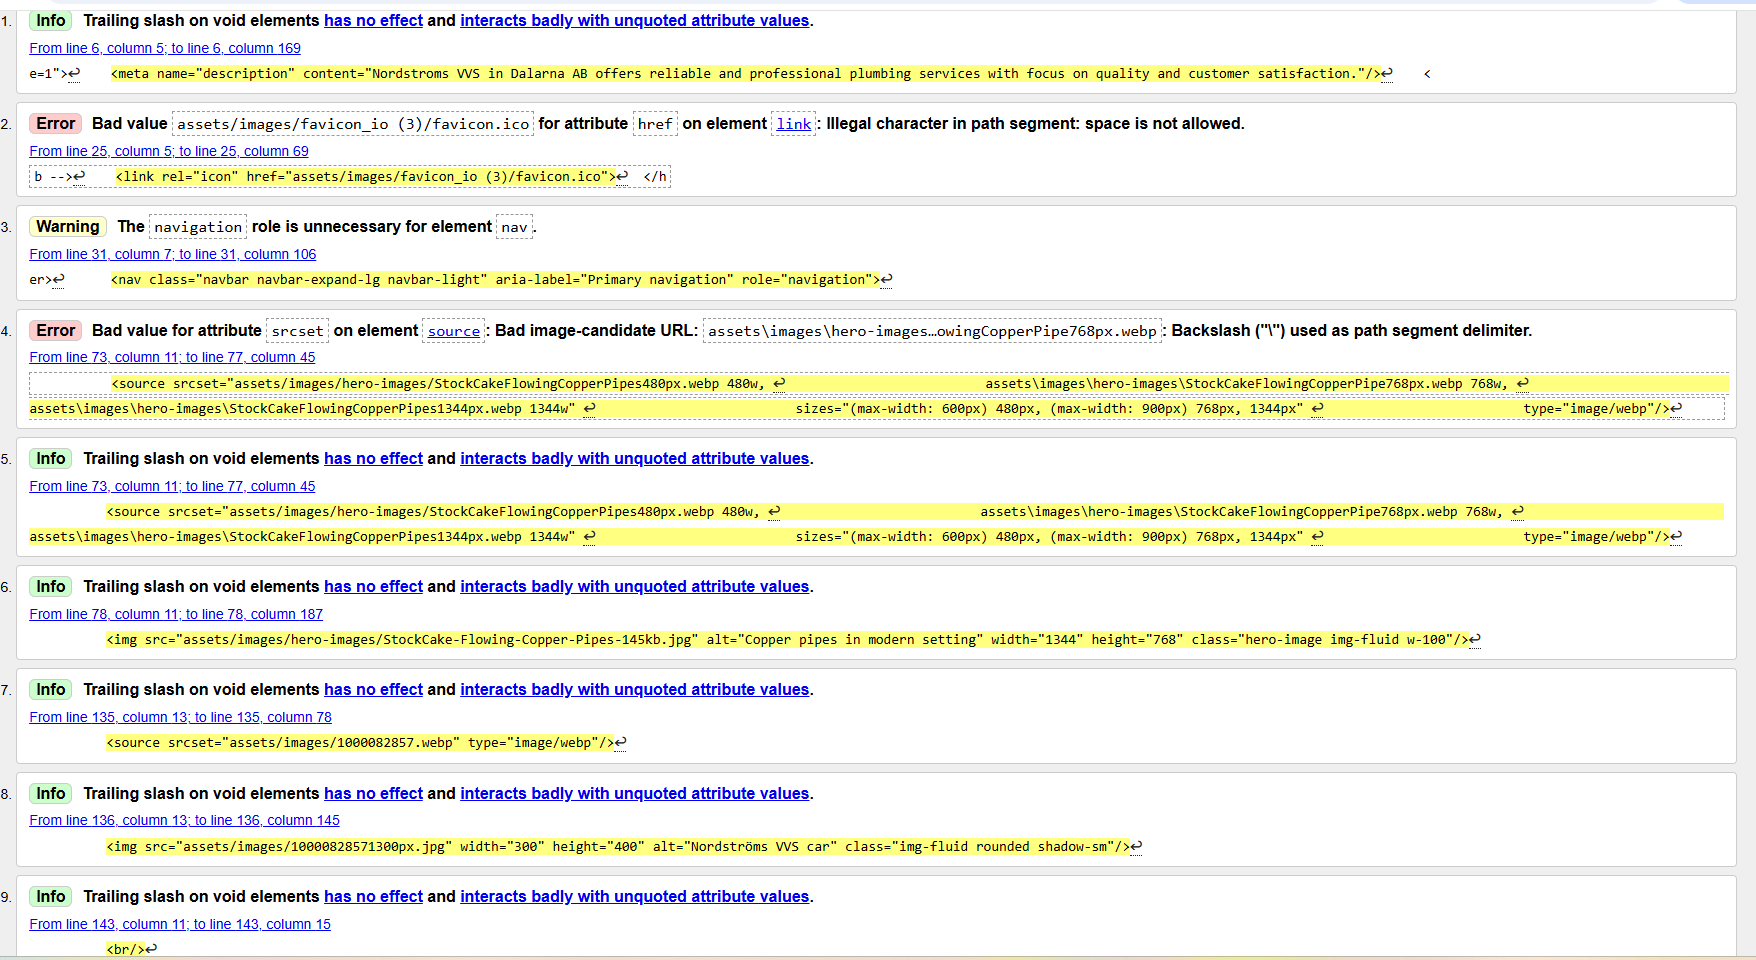 1. Info Trailing slash on void elements has no effect and interacts badly with unquoted attribute values.
From line 6, column 5; to line 6, column 169
e=1">↩    <meta name="description" content="Nordstroms VVS in Dalarna AB offers reliable and professional plumbing services with focus on quality and customer satisfaction."/>↩    <
2. Error Bad value assets/images/favicon_io (3)/favicon.ico for attribute href on element link: Illegal character in path segment: space is not allowed.
From line 25, column 5; to line 25, column 69
b -->↩    <link rel="icon" href="assets/images/favicon_io (3)/favicon.ico">↩  </h
3. Warning The navigation role is unnecessary for element nav.
From line 31, column 7; to line 31, column 106
er>↩      <nav class="navbar navbar-expand-lg navbar-light" aria-label="Primary navigation" role="navigation">↩
4. Error Bad value for attribute srcset on element source: Bad image-candidate URL: assets\images\hero-images…owingCopperPipe768px.webp: Backslash ("\") used as path segment delimiter.
From line 73, column 11; to line 77, column 45
<source srcset="assets/images/hero-images/StockCakeFlowingCopperPipes480px.webp 480w, ↩ assets\images\hero-images\StockCakeFlowingCopperPipe768px.webp 768w, ↩
assets\images\hero-images\StockCakeFlowingCopperPipes1344px.webp 1344w" ↩ sizes="(max-width: 600px) 480px, (max-width: 900px) 768px, 1344px" ↩ type="image/webp"/>↩
5. Info Trailing slash on void elements has no effect and interacts badly with unquoted attribute values.
From line 73, column 11; to line 77, column 45
<source srcset="assets/images/hero-images/StockCakeFlowingCopperPipes480px.webp 480w, ↩ assets\images\hero-images\StockCakeFlowingCopperPipe768px.webp 768w, ↩
assets\images\hero-images\StockCakeFlowingCopperPipes1344px.webp 1344w" ↩ sizes="(max-width: 600px) 480px, (max-width: 900px) 768px, 1344px" ↩ type="image/webp"/>↩
6. Info Trailing slash on void elements has no effect and interacts badly with unquoted attribute values.
From line 78, column 11; to line 78, column 187
<img src="assets/images/hero-images/StockCake-Flowing-Copper-Pipes-145kb.jpg" alt="Copper pipes in modern setting" width="1344" height="768" class="hero-image img-fluid w-100"/>↩
7. Info Trailing slash on void elements has no effect and interacts badly with unquoted attribute values.
From line 135, column 13; to line 135, column 78
<source srcset="assets/images/1000082857.webp" type="image/webp"/>↩
8. Info Trailing slash on void elements has no effect and interacts badly with unquoted attribute values.
From line 136, column 13; to line 136, column 145
<img src="assets/images/10000828571300px.jpg" width="300" height="400" alt="Nordströms VVS car" class="img-fluid rounded shadow-sm"/>↩
9. Info Trailing slash on void elements has no effect and interacts badly with unquoted attribute values.
From line 143, column 11; to line 143, column 15
<br/>↩